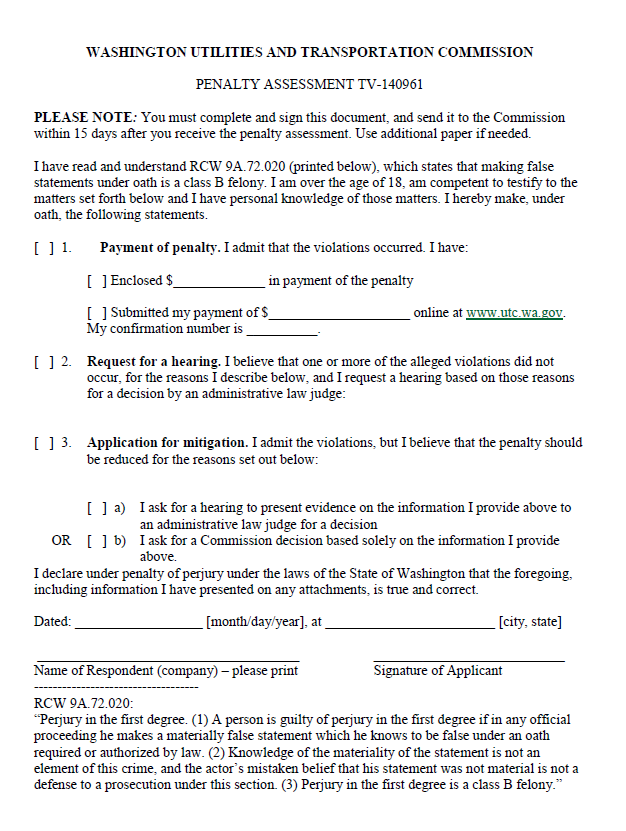 WASHINGTON UTILITIES AND TRANSPORTATION COMMISSION
PENALTY ASSESSMENT TV-140961
PLEASE NOTE: You must complete and sign this document, and send it to the Commission
within 15 days after you receive the penalty assessment. Use additional paper if needed.
I have read and understand RCW 9A.72.020 (printed below), which states that making false
statements under oath is a class B felony. I am over the age of 18, am competent to testify to the
matters set forth below and I have personal knowledge of those matters. I hereby make, under
oath, the following statements.
[ ] 1. Payment of penalty. I admit that the violations occurred. I have:
[ ] Enclosed $______________ in payment of the penalty
[ ] Submitted my payment of $_____________________ online at www.utc.wa.gov.
My confirmation number is ___________.
[ ] 2. Request for a hearing. I believe that one or more of the alleged violations did not
occur, for the reasons I describe below, and I request a hearing based on those reasons
for a decision by an administrative law judge:
[ ] 3. Application for mitigation. I admit the violations, but I believe that the penalty should
be reduced for the reasons set out below:
[ ] a) I ask for a hearing to present evidence on the information I provide above to
an administrative law judge for a decision
OR [ ] b) I ask for a Commission decision based solely on the information I provide
above.
I declare under penalty of perjury under the laws of the State of Washington that the foregoing,
including information I have presented on any attachments, is true and correct.
Dated: ___________________ [month/day/year], at _________________________ [city, state]
_______________________________________ _____________________________
Name of Respondent (company) – please print Signature of Applicant
-----------------------------------
RCW 9A.72.020:
“Perjury in the first degree. (1) A person is guilty of perjury in the first degree if in any official
proceeding he makes a materially false statement which he knows to be false under an oath
required or authorized by law. (2) Knowledge of the materiality of the statement is not an
element of this crime, and the actor’s mistaken belief that his statement was not material is not a
defense to a prosecution under this section. (3) Perjury in the first degree is a class B felony.”